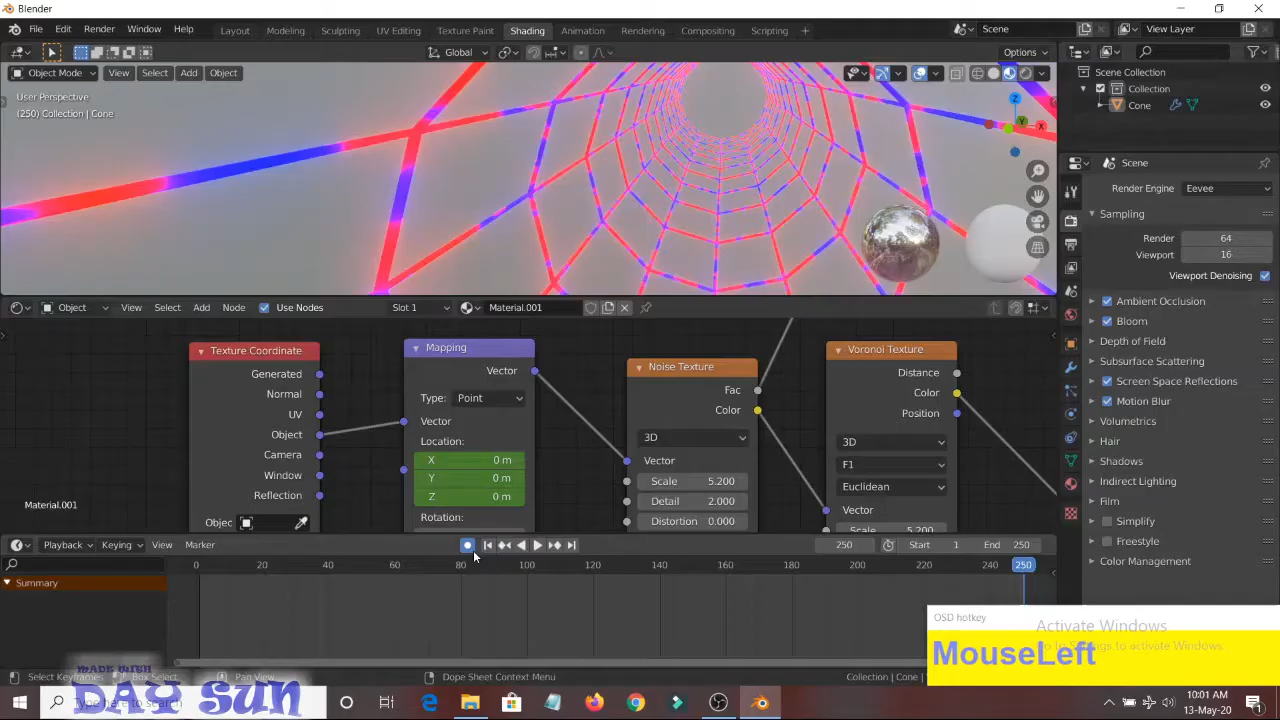 Blender
File Edit Render Window Help Layout Modeling Sculpting UV Editing Texture Paint Shading Animation Rendering Compositing Scripting + Scene View Layer
Global Options
Object Mode View Select Add Object
User Perspective
(250) Collection | Cone
Z
Y
X
Scene Collection
Collection
Cone
Scene
Render Engine Eevee
Sampling
Render 64
Viewport 16
Viewport Denoising
Ambient Occlusion
Bloom
Depth of Field
Subsurface Scattering
Screen Space Reflections
Motion Blur
Volumetrics
Hair
Shadows
Indirect Lighting
Film
Simplify
Freestyle
Color Management
Object View Select Add Node Use Nodes Slot 1 Material.001
Texture Coordinate
Generated
Normal
UV
Object
Camera
Window
Reflection
Objec
Mapping
Vector
Type: Point
Vector
Location:
X 0 m
Y 0 m
Z 0 m
Rotation:
Noise Texture
Fac
Color
3D
Vector
Scale 5.200
Detail 2.000
Distortion 0.000
Voronoi Texture
Distance
Color
Position
3D
F1
Euclidean
Vector
Scale 5.200
Material.001
Playback Keying View Marker 250 Start 1 End 250
0 20 40 60 80 100 120 140 160 180 200 220 240 250
Summary
OSD hotkey
Activate Windows
MouseLeft
Select Keyframes Box Select Pan View Dope Sheet Context Menu Collection | Cone
MADE WITH
DAY SUN
Type here to search
10:01 AM
13-May-20